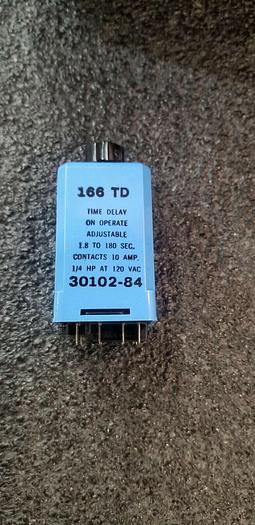 166 TD
TIME DELAY
ON OPERATE
ADJUSTABLE
1.8 TO 180 SEC.
CONTACTS 10 AMP.
1/4 HP AT 120 VAC
30102-84